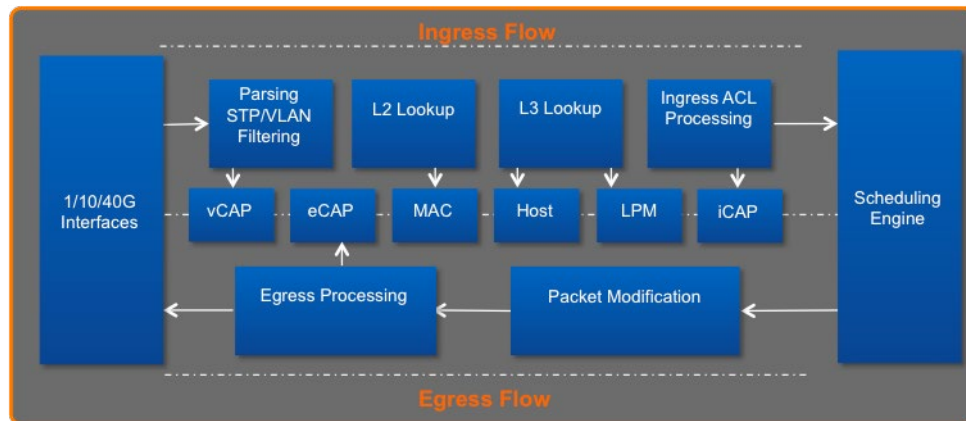 Ingress Flow
1/10/40G
Interfaces
Parsing
STP/VLAN
Filtering
L2 Lookup
L3 Lookup
Ingress ACL
Processing
Scheduling
Engine
vCAP
eCAP
MAC
Host
LPM
iCAP
Egress Processing
Packet Modification
Egress Flow